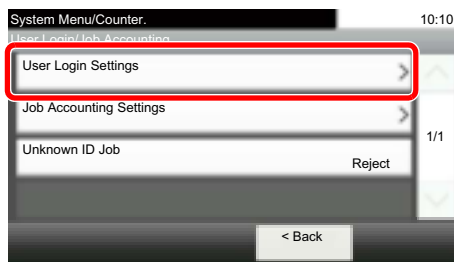 System Menu/Counter.
10:10
User Login/Job Accounting
User Login Settings
Job Accounting Settings
1/1
Unknown ID Job
Reject
< Back